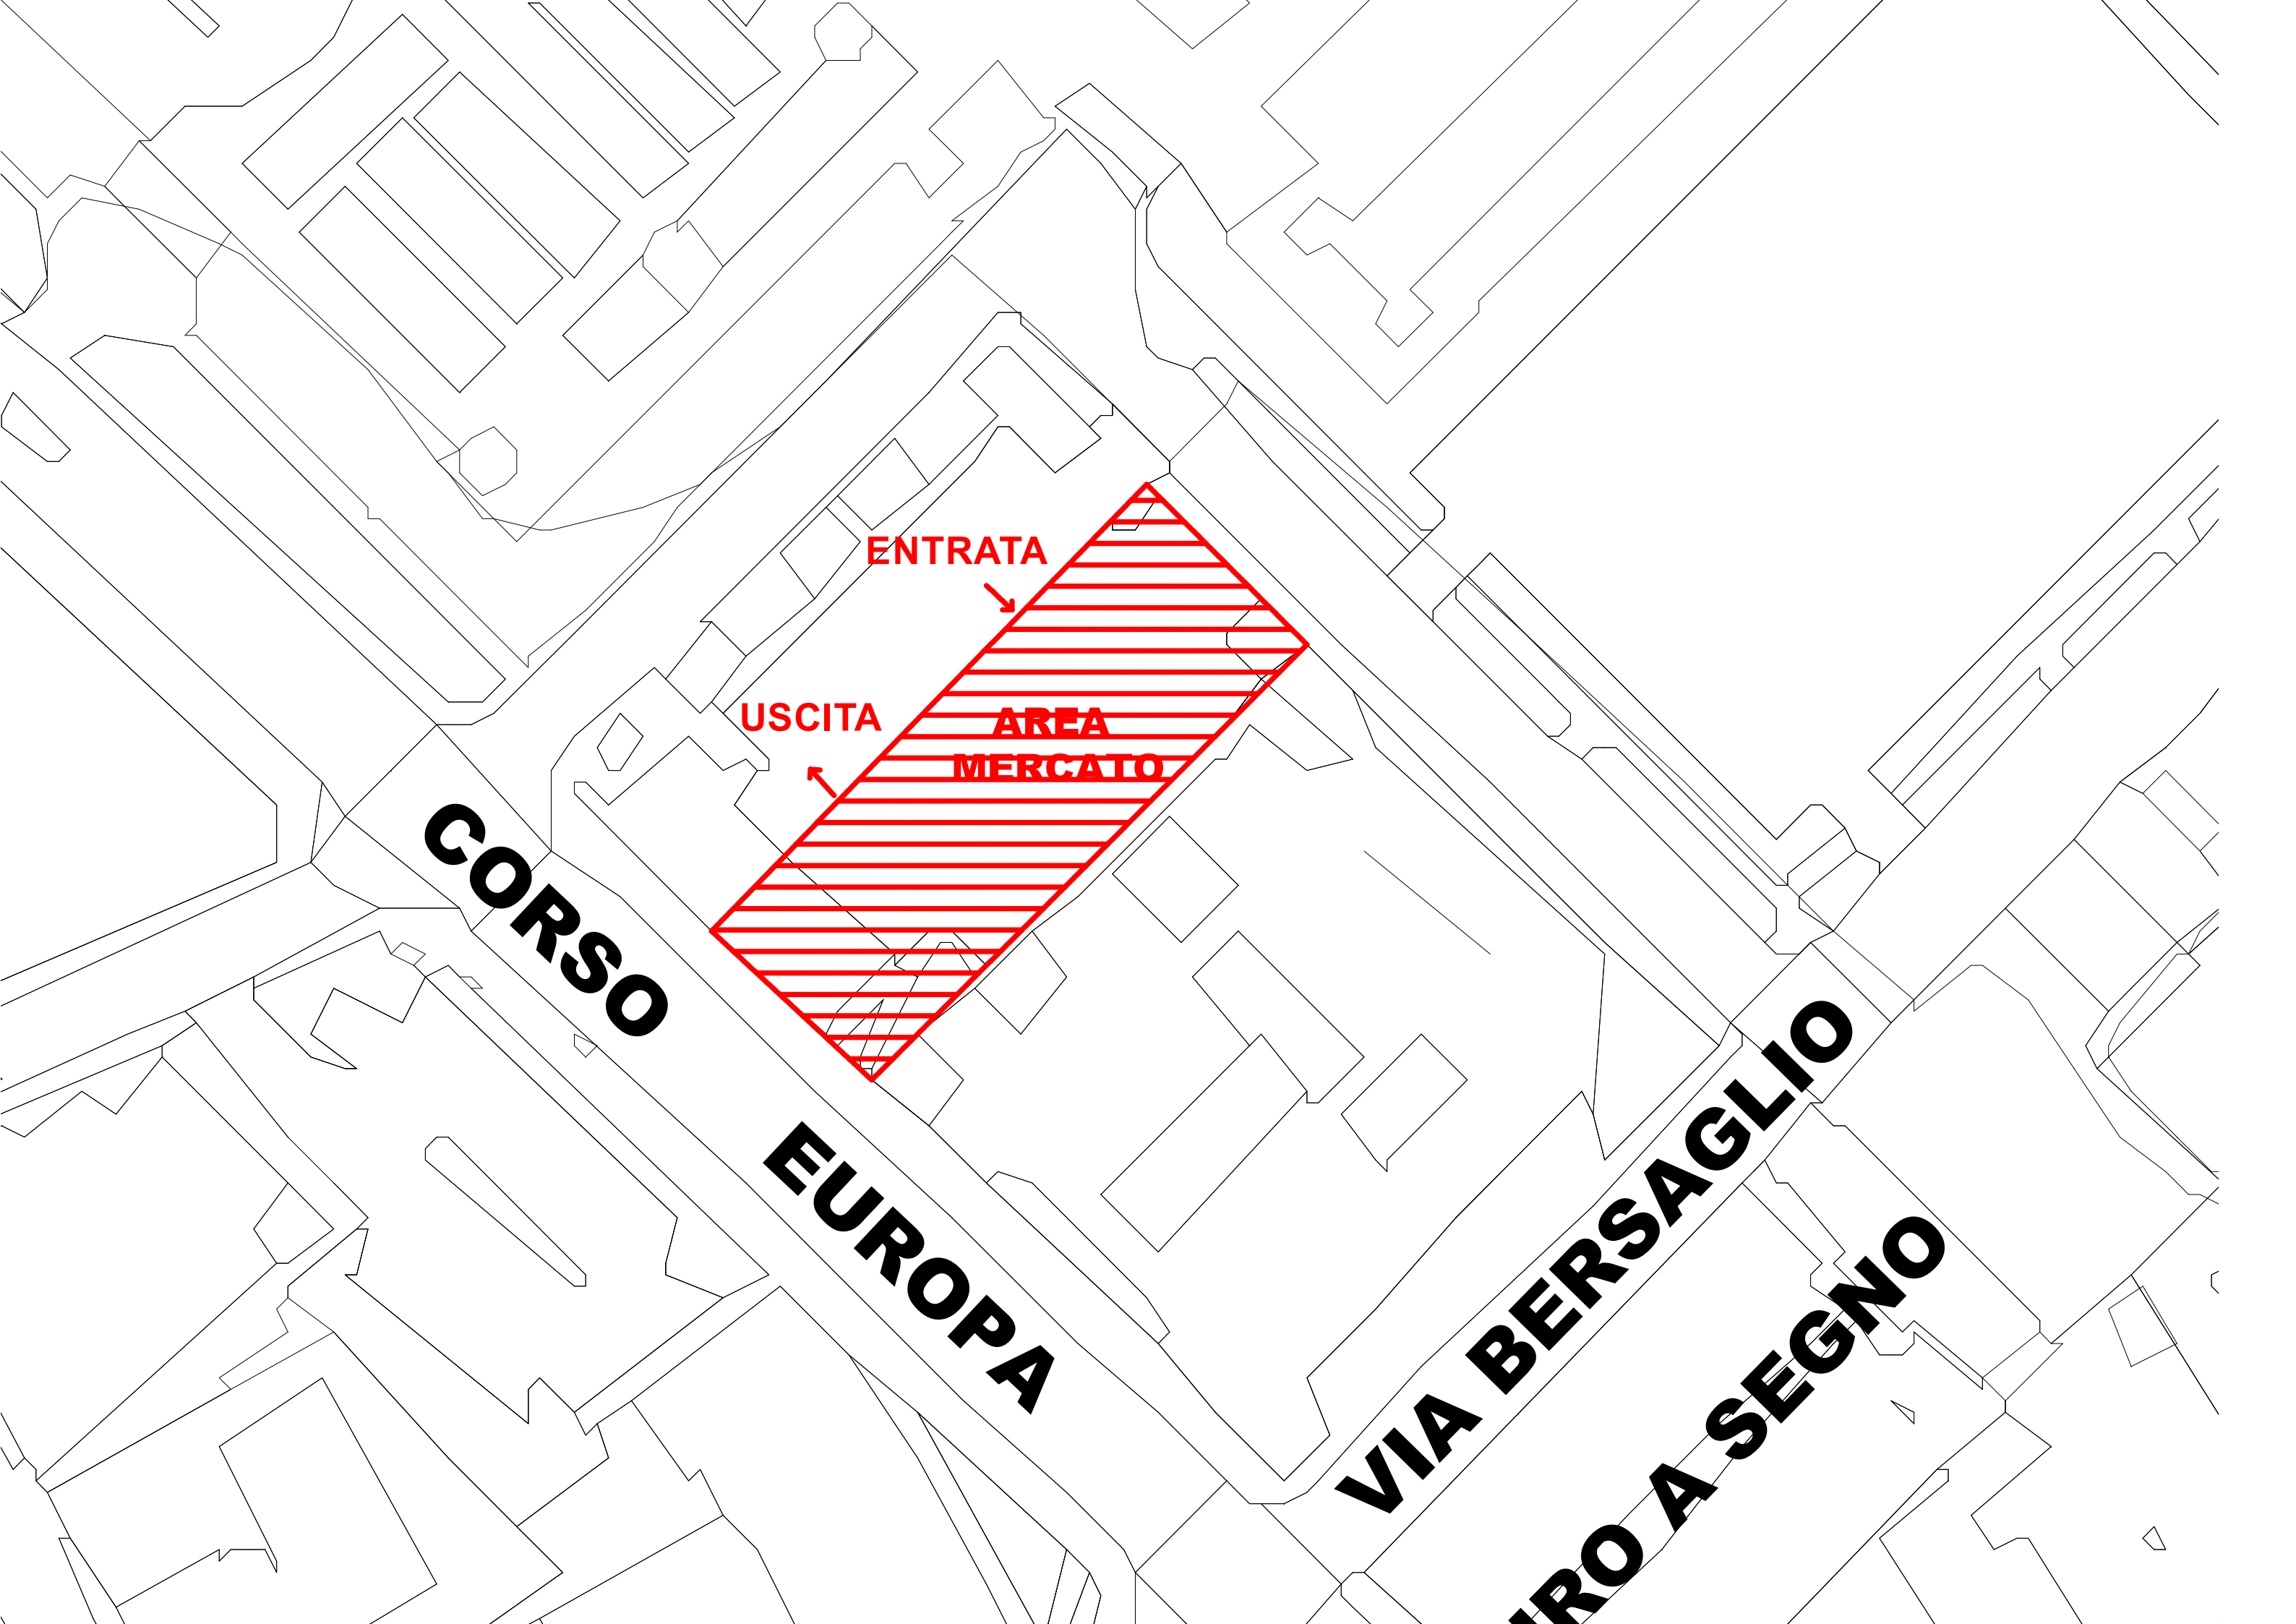 ENTRATA
USCITA
AREA
MERCATO
CORSO
EUROPA
VIA BERSAGLIO
A SEGNO